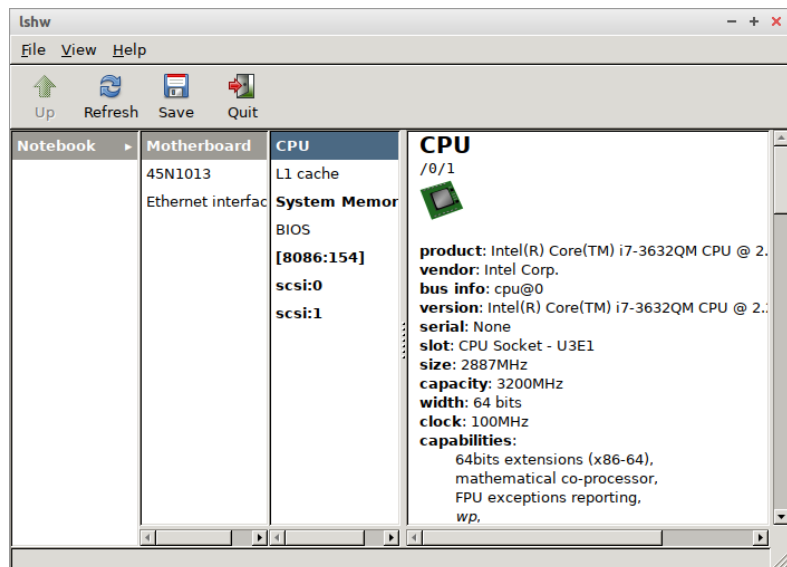 lshw
File View Help
Up Refresh Save Quit
Notebook
Motherboard
45N1013
Ethernet interfac
CPU
L1 cache
System Memor
BIOS
[8086:154]
scsi:0
scsi:1
CPU
/0/1
product: Intel(R) Core(TM) i7-3632QM CPU @ 2.
vendor: Intel Corp.
bus info: cpu@0
version: Intel(R) Core(TM) i7-3632QM CPU @ 2.
serial: None
slot: CPU Socket - U3E1
size: 2887MHz
capacity: 3200MHz
width: 64 bits
clock: 100MHz
capabilities:
64bits extensions (x86-64),
mathematical co-processor,
FPU exceptions reporting,
wp,